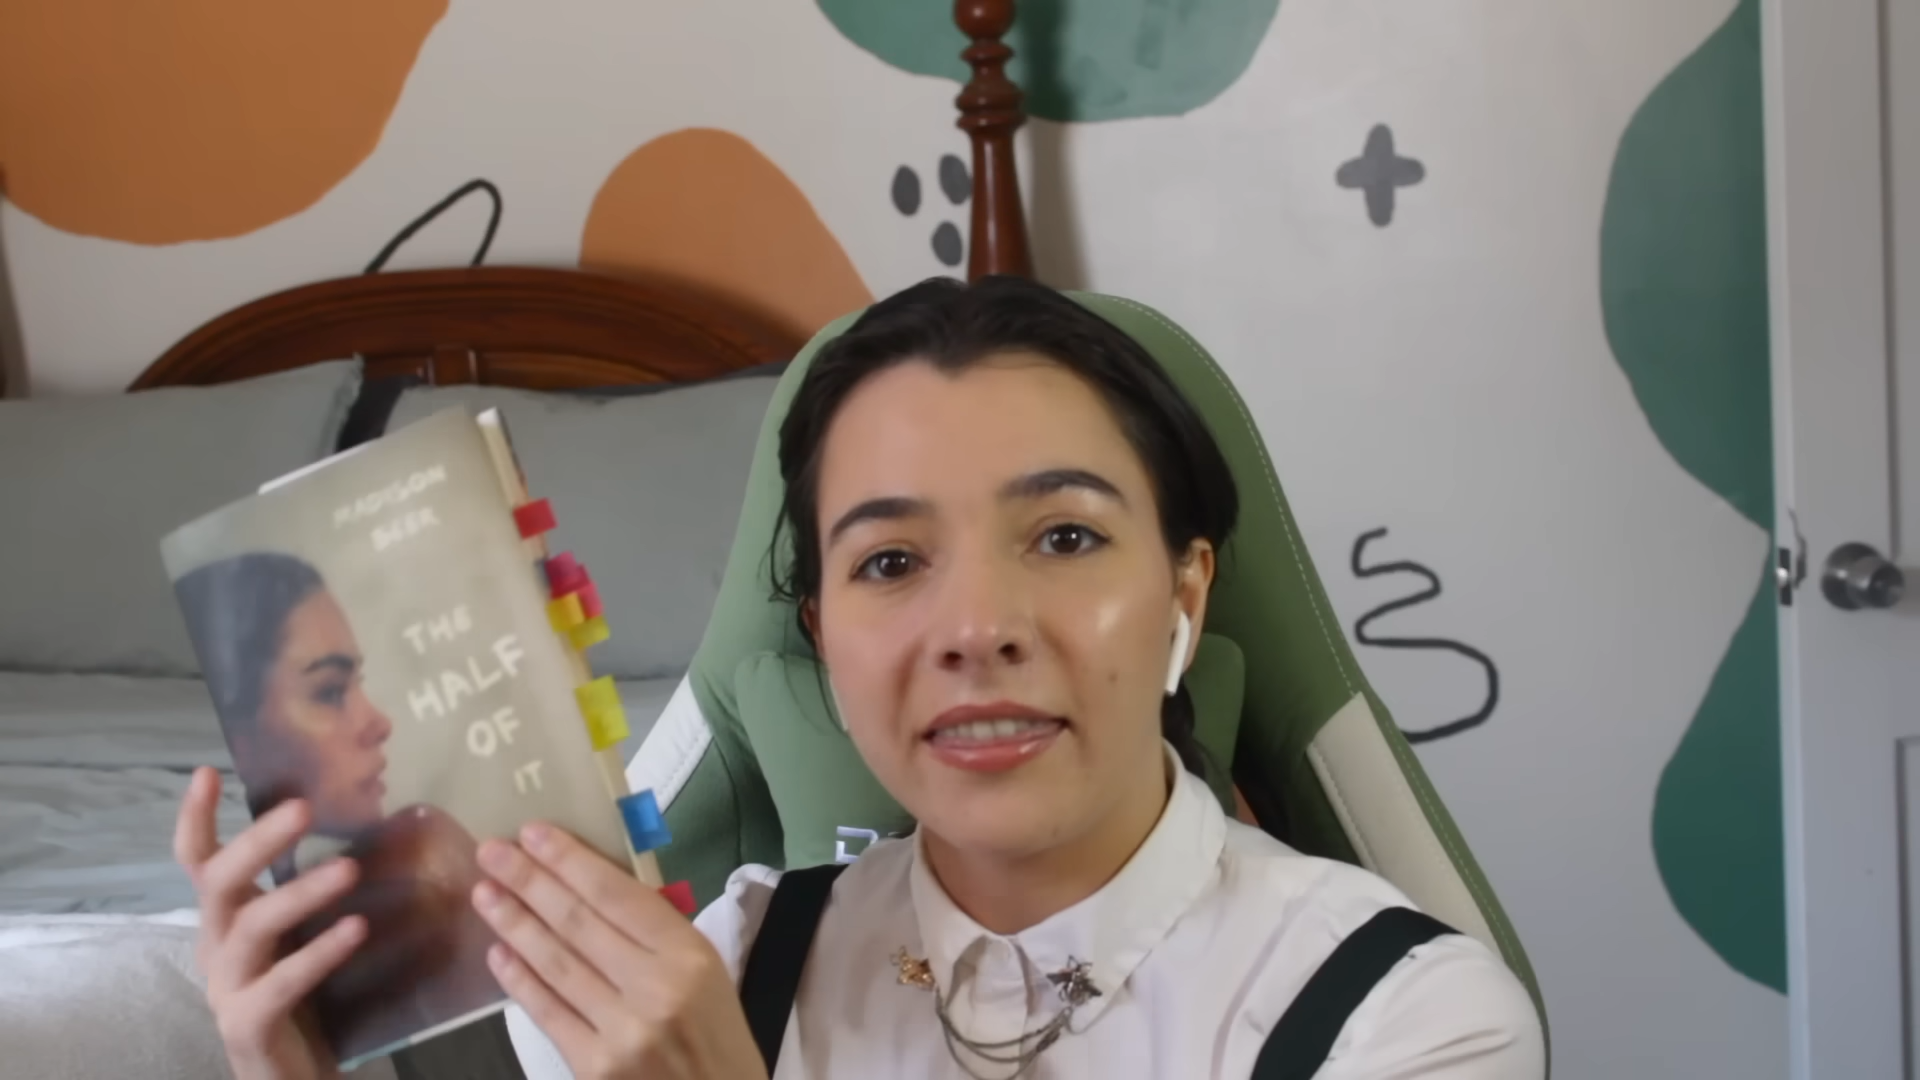 MADISON
BEER
THE
HALF
OF
IT